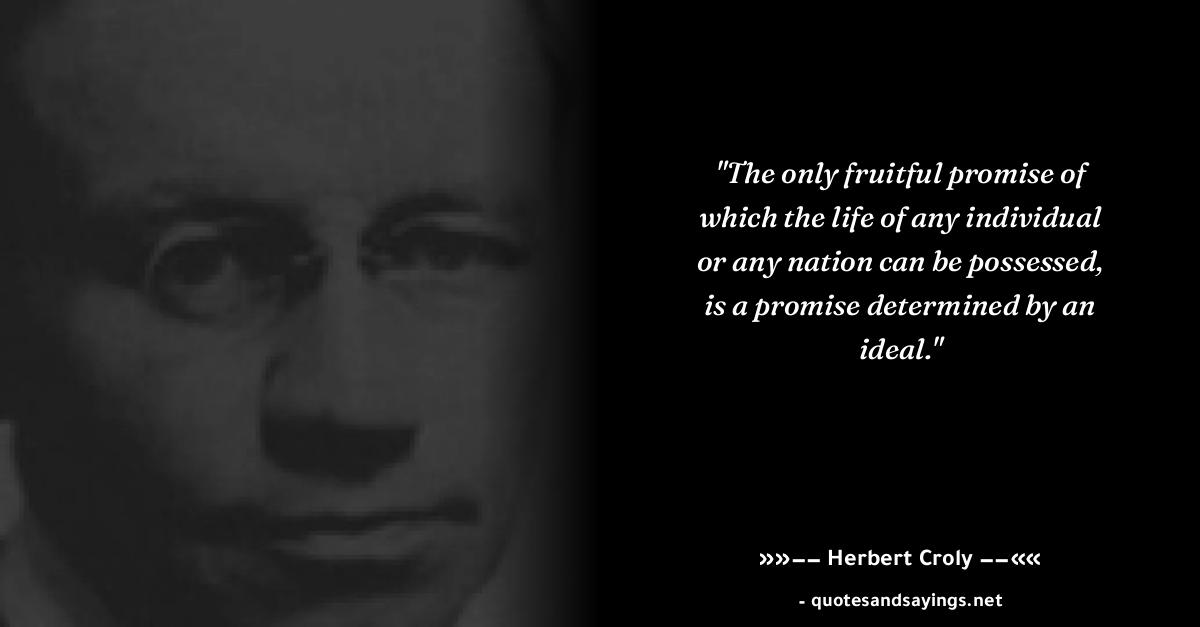 "The only fruitful promise of
which the life of any individual
or any nation can be possessed,
is a promise determined by an
ideal."
»»―― Herbert Croly ――««
- quotesandsayings.net